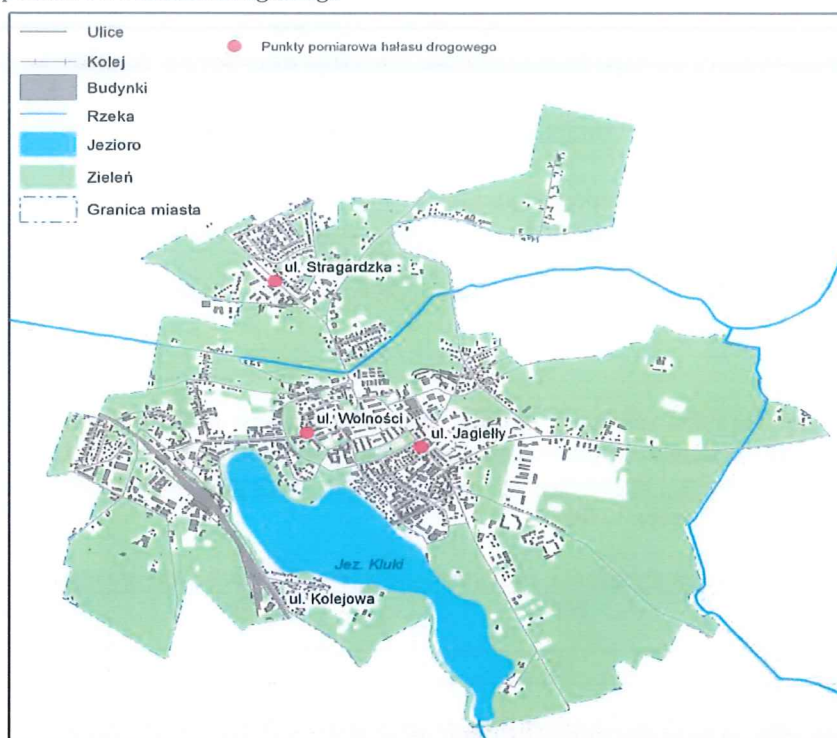 Ulice
Kolej
Budynki
Rzeka
Jezioro
Zieleń
Granica miasta
Punkty pomiarowa hałasu drogowego
ul. Stragardzka
ul. Wolności
ul. Jagiełły
Jez. Kluki
ul. Kolejowa